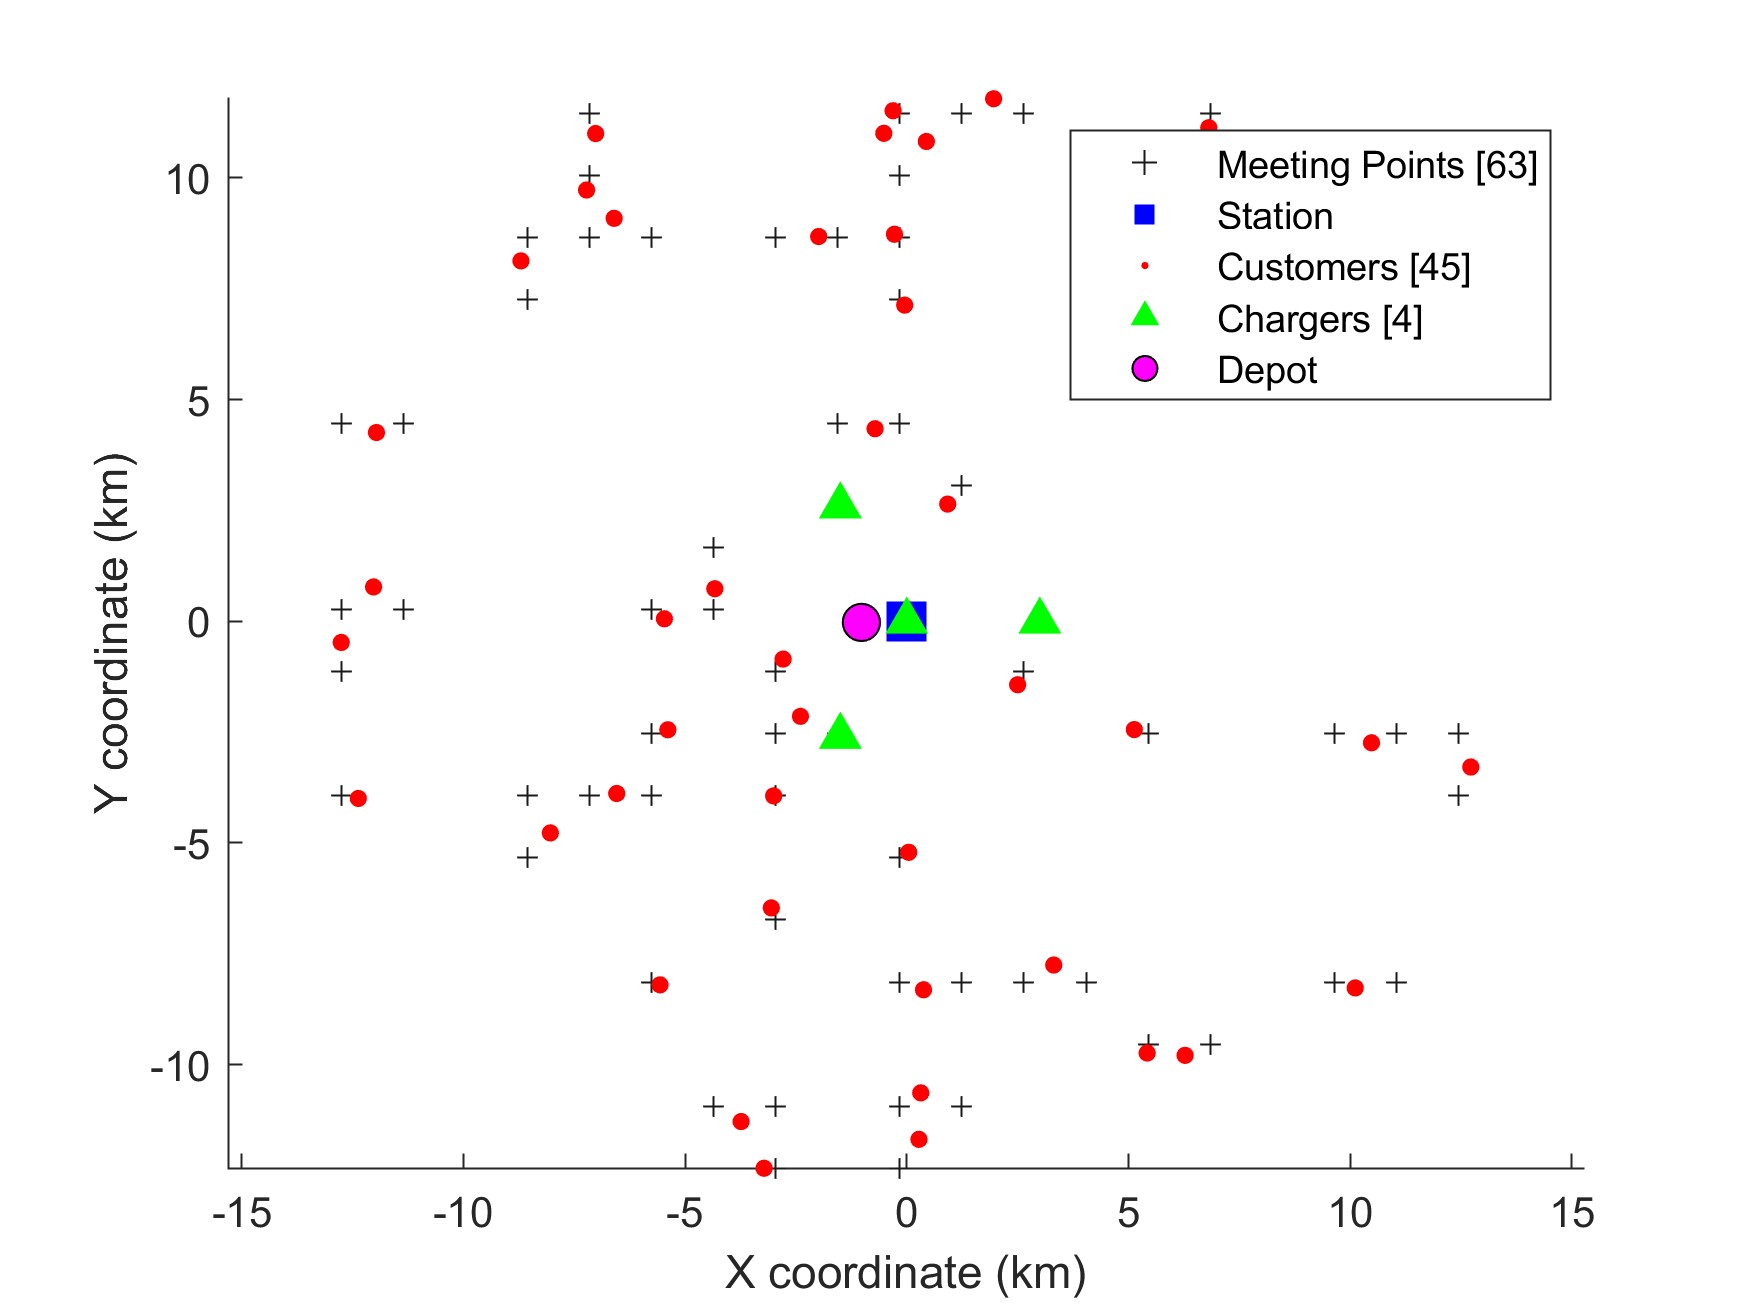 10
5
0
-5
-10
-15
-10
-5
0
5
10
15
X coordinate (km)
Y coordinate (km)
Meeting Points [63]
Station
Customers [45]
Chargers [4]
Depot